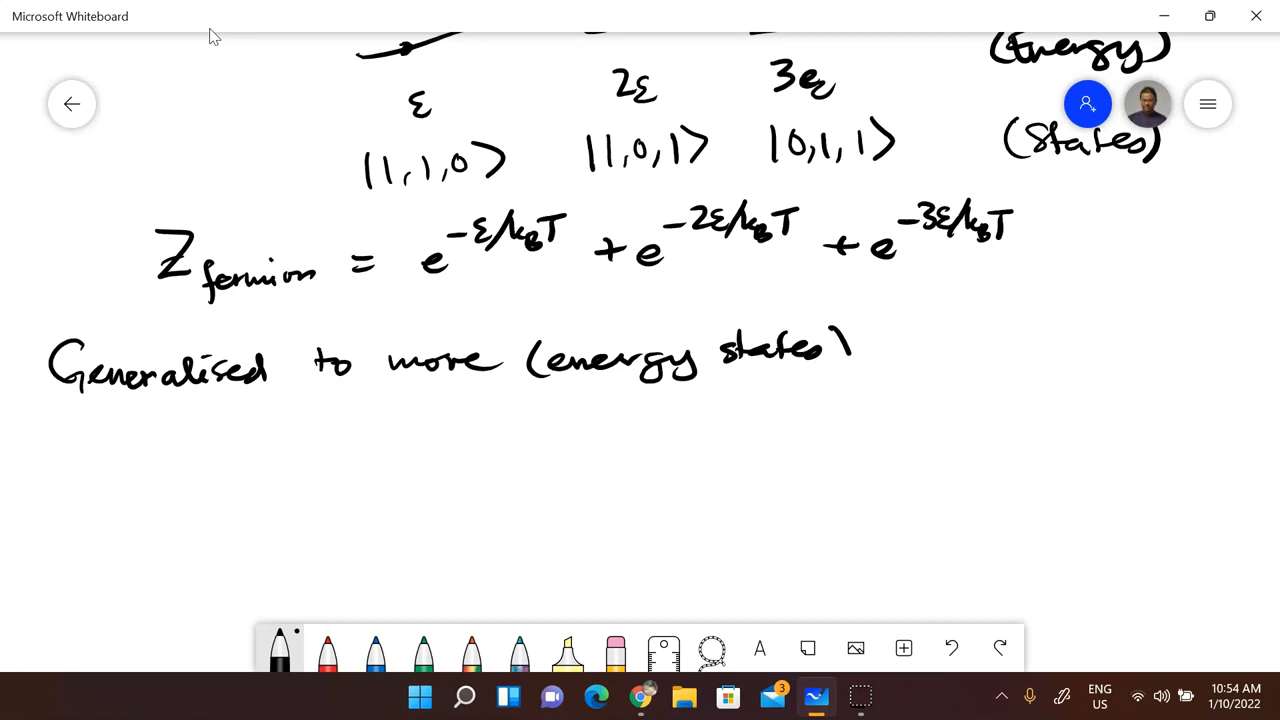 Microsoft Whiteboard
(Energy)
ε 2ε 3ε
|1,1,0> |1,0,1> |0,1,1> (States)
Z_fermion = e^{-ε/k_BT} + e^{-2ε/k_BT} + e^{-3ε/k_BT}
Generalised to more (energy states)
A
3
ENG
US
10:54 AM
1/10/2022